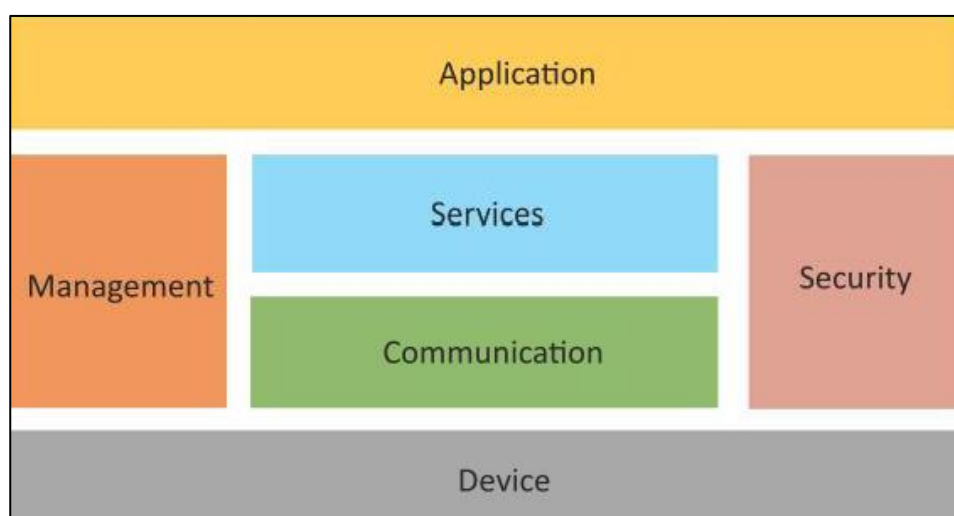 Application
Services
Management
Security
Communication
Device